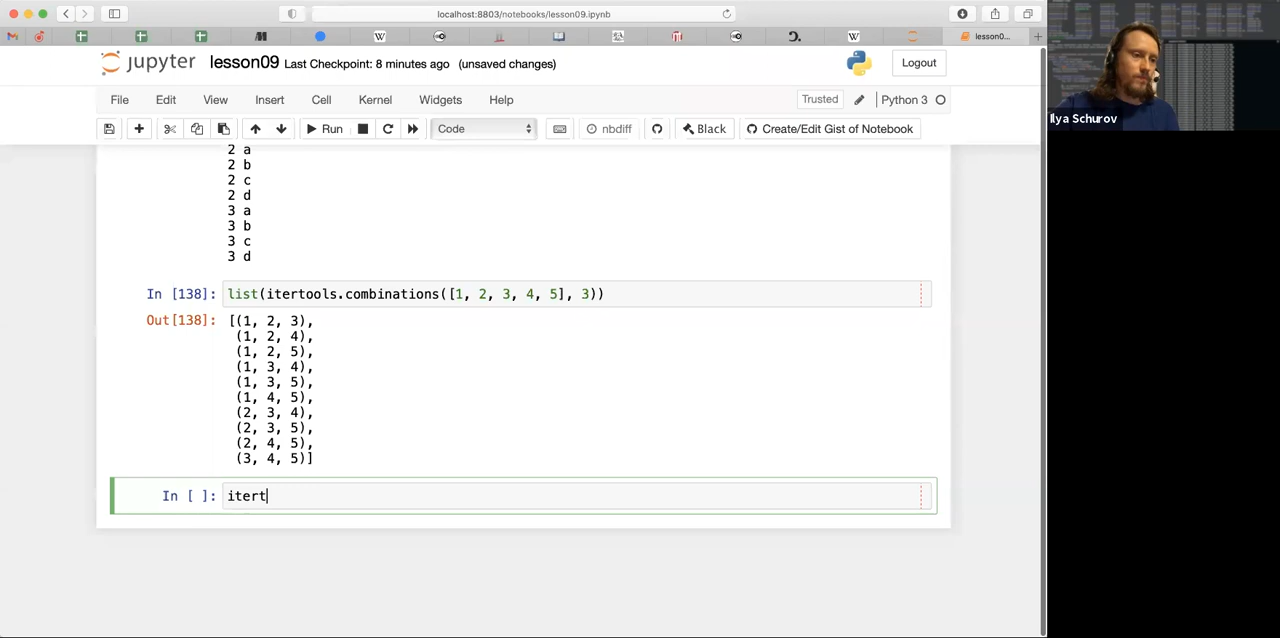 localhost:8803/notebooks/lesson09.ipynb
lesson0...
jupyter lesson09 Last Checkpoint: 8 minutes ago (unsaved changes)
Logout
File Edit View Insert Cell Kernel Widgets Help
Trusted Python 3
Run Code nbdiff Black Create/Edit Gist of Notebook
2 a
2 b
2 c
2 d
3 a
3 b
3 c
3 d
In [138]: list(itertools.combinations([1, 2, 3, 4, 5], 3))
Out[138]: [(1, 2, 3),
(1, 2, 4),
(1, 2, 5),
(1, 3, 4),
(1, 3, 5),
(1, 4, 5),
(2, 3, 4),
(2, 3, 5),
(2, 4, 5),
(3, 4, 5)]
In [ ]: itert
Ilya Schurov